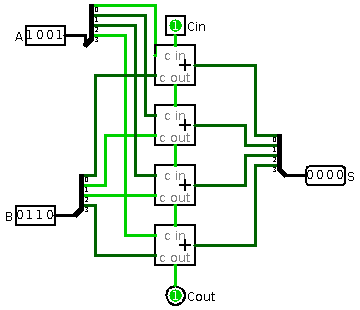 0
1
2
3
1 Cin
A 1001
c in
+
c out
c in
+
c out
0
1
2
3
0000 S
c in
+
c out
0
1
2
3
B 0110
c in
+
c out
1 Cout